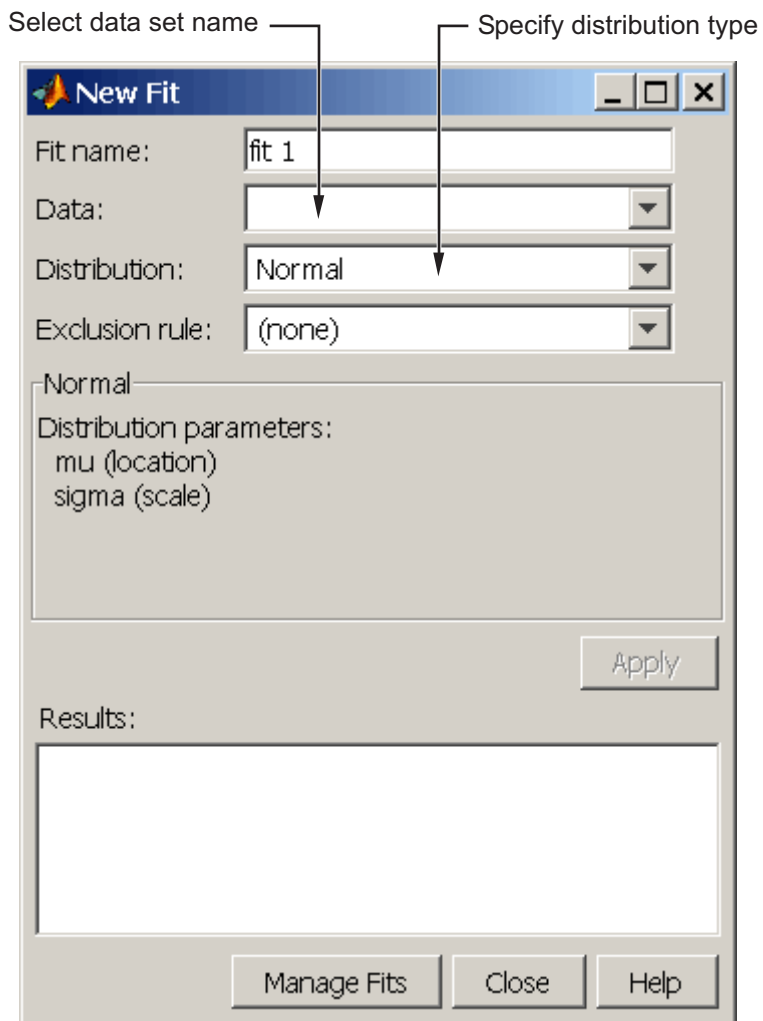 Select data set name
Specify distribution type
New Fit
Fit name: fit 1
Data:
Distribution: Normal
Exclusion rule: (none)
Normal
Distribution parameters:
mu (location)
sigma (scale)
Apply
Results:
Manage Fits Close Help